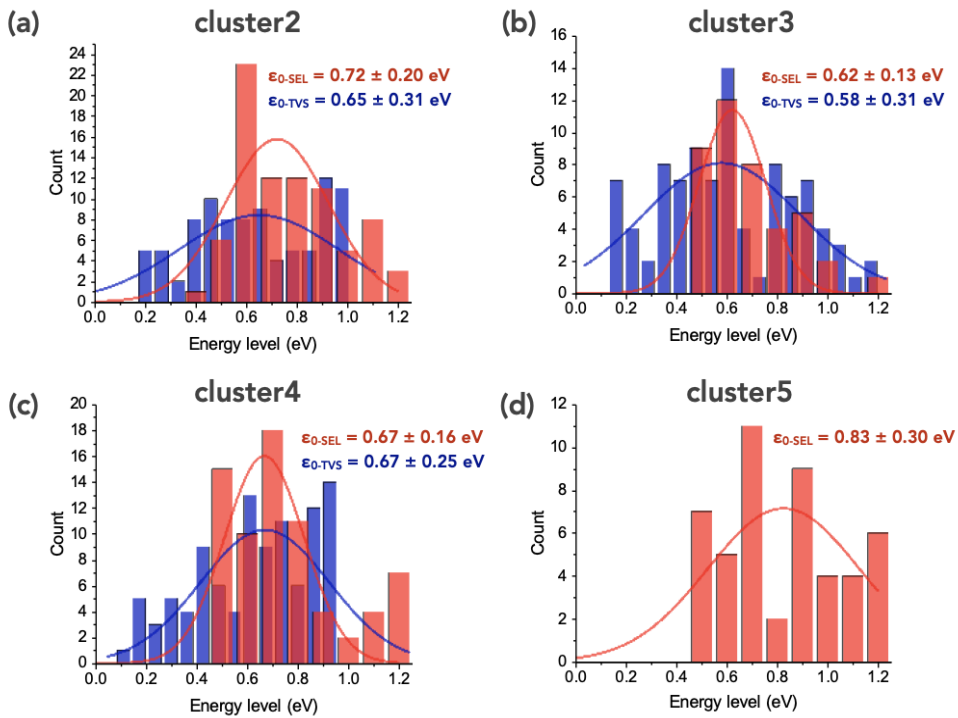 (a)
cluster2
ε0-SEL = 0.72 ± 0.20 eV
ε0-TVS = 0.65 ± 0.31 eV
Count
24
22
20
18
16
14
12
10
8
6
4
2
0
0.0 0.2 0.4 0.6 0.8 1.0 1.2
Energy level (eV)
(b)
cluster3
ε0-SEL = 0.62 ± 0.13 eV
ε0-TVS = 0.58 ± 0.31 eV
Count
16
14
12
10
8
6
4
2
0
0.0 0.2 0.4 0.6 0.8 1.0 1.2
Energy level (eV)
(c)
cluster4
ε0-SEL = 0.67 ± 0.16 eV
ε0-TVS = 0.67 ± 0.25 eV
Count
20
18
16
14
12
10
8
6
4
2
0
0.0 0.2 0.4 0.6 0.8 1.0 1.2
Energy level (eV)
(d)
cluster5
ε0-SEL = 0.83 ± 0.30 eV
Count
12
10
8
6
4
2
0
0.0 0.2 0.4 0.6 0.8 1.0 1.2
Energy level (eV)